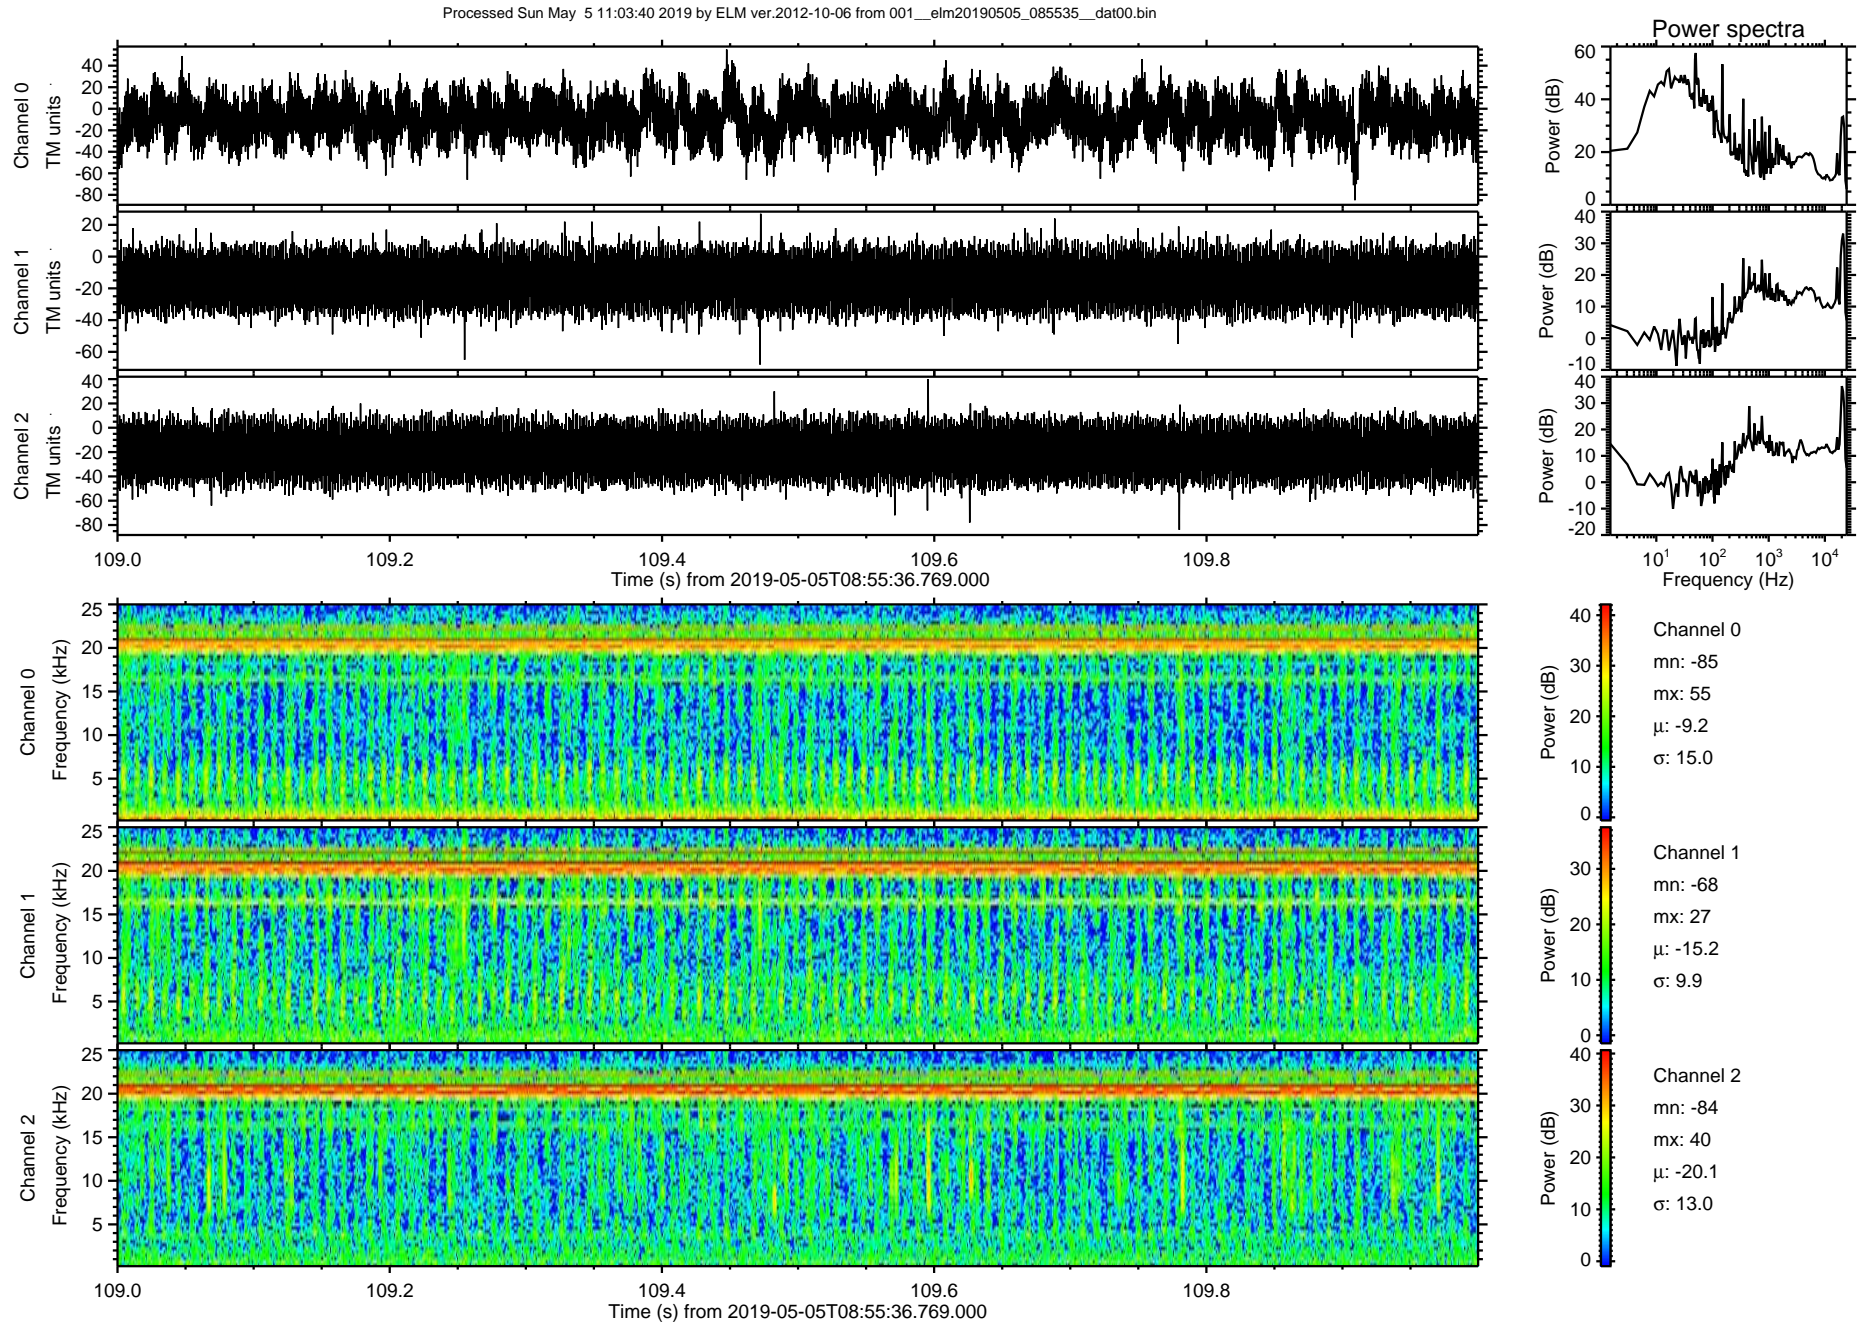 Processed Sun May  5 11:03:40 2019 by ELM ver.2012-10-06 from 001__elm20190505_085535__dat00.bin
Power spectra
Channel 0
TM units
40
20
0
-20
-40
-60
-80
Power (dB)
60
40
20
0
Channel 1
TM units
20
0
-20
-40
-60
Power (dB)
40
30
20
10
0
-10
Channel 2
TM units
40
20
0
-20
-40
-60
-80
Power (dB)
40
30
20
10
0
-10
-20
109.0 109.2 109.4 109.6 109.8
Time (s) from 2019-05-05T08:55:36.769.000
10^1 10^2 10^3 10^4
Frequency (Hz)
Channel 0
Frequency (kHz)
25
20
15
10
5
Power (dB)
40
30
20
10
0
Channel 0
mn: -85
mx: 55
µ: -9.2
σ: 15.0
Channel 1
Frequency (kHz)
25
20
15
10
5
Power (dB)
30
20
10
0
Channel 1
mn: -68
mx: 27
µ: -15.2
σ: 9.9
Channel 2
Frequency (kHz)
25
20
15
10
5
Power (dB)
40
30
20
10
0
Channel 2
mn: -84
mx: 40
µ: -20.1
σ: 13.0
109.0 109.2 109.4 109.6 109.8
Time (s) from 2019-05-05T08:55:36.769.000